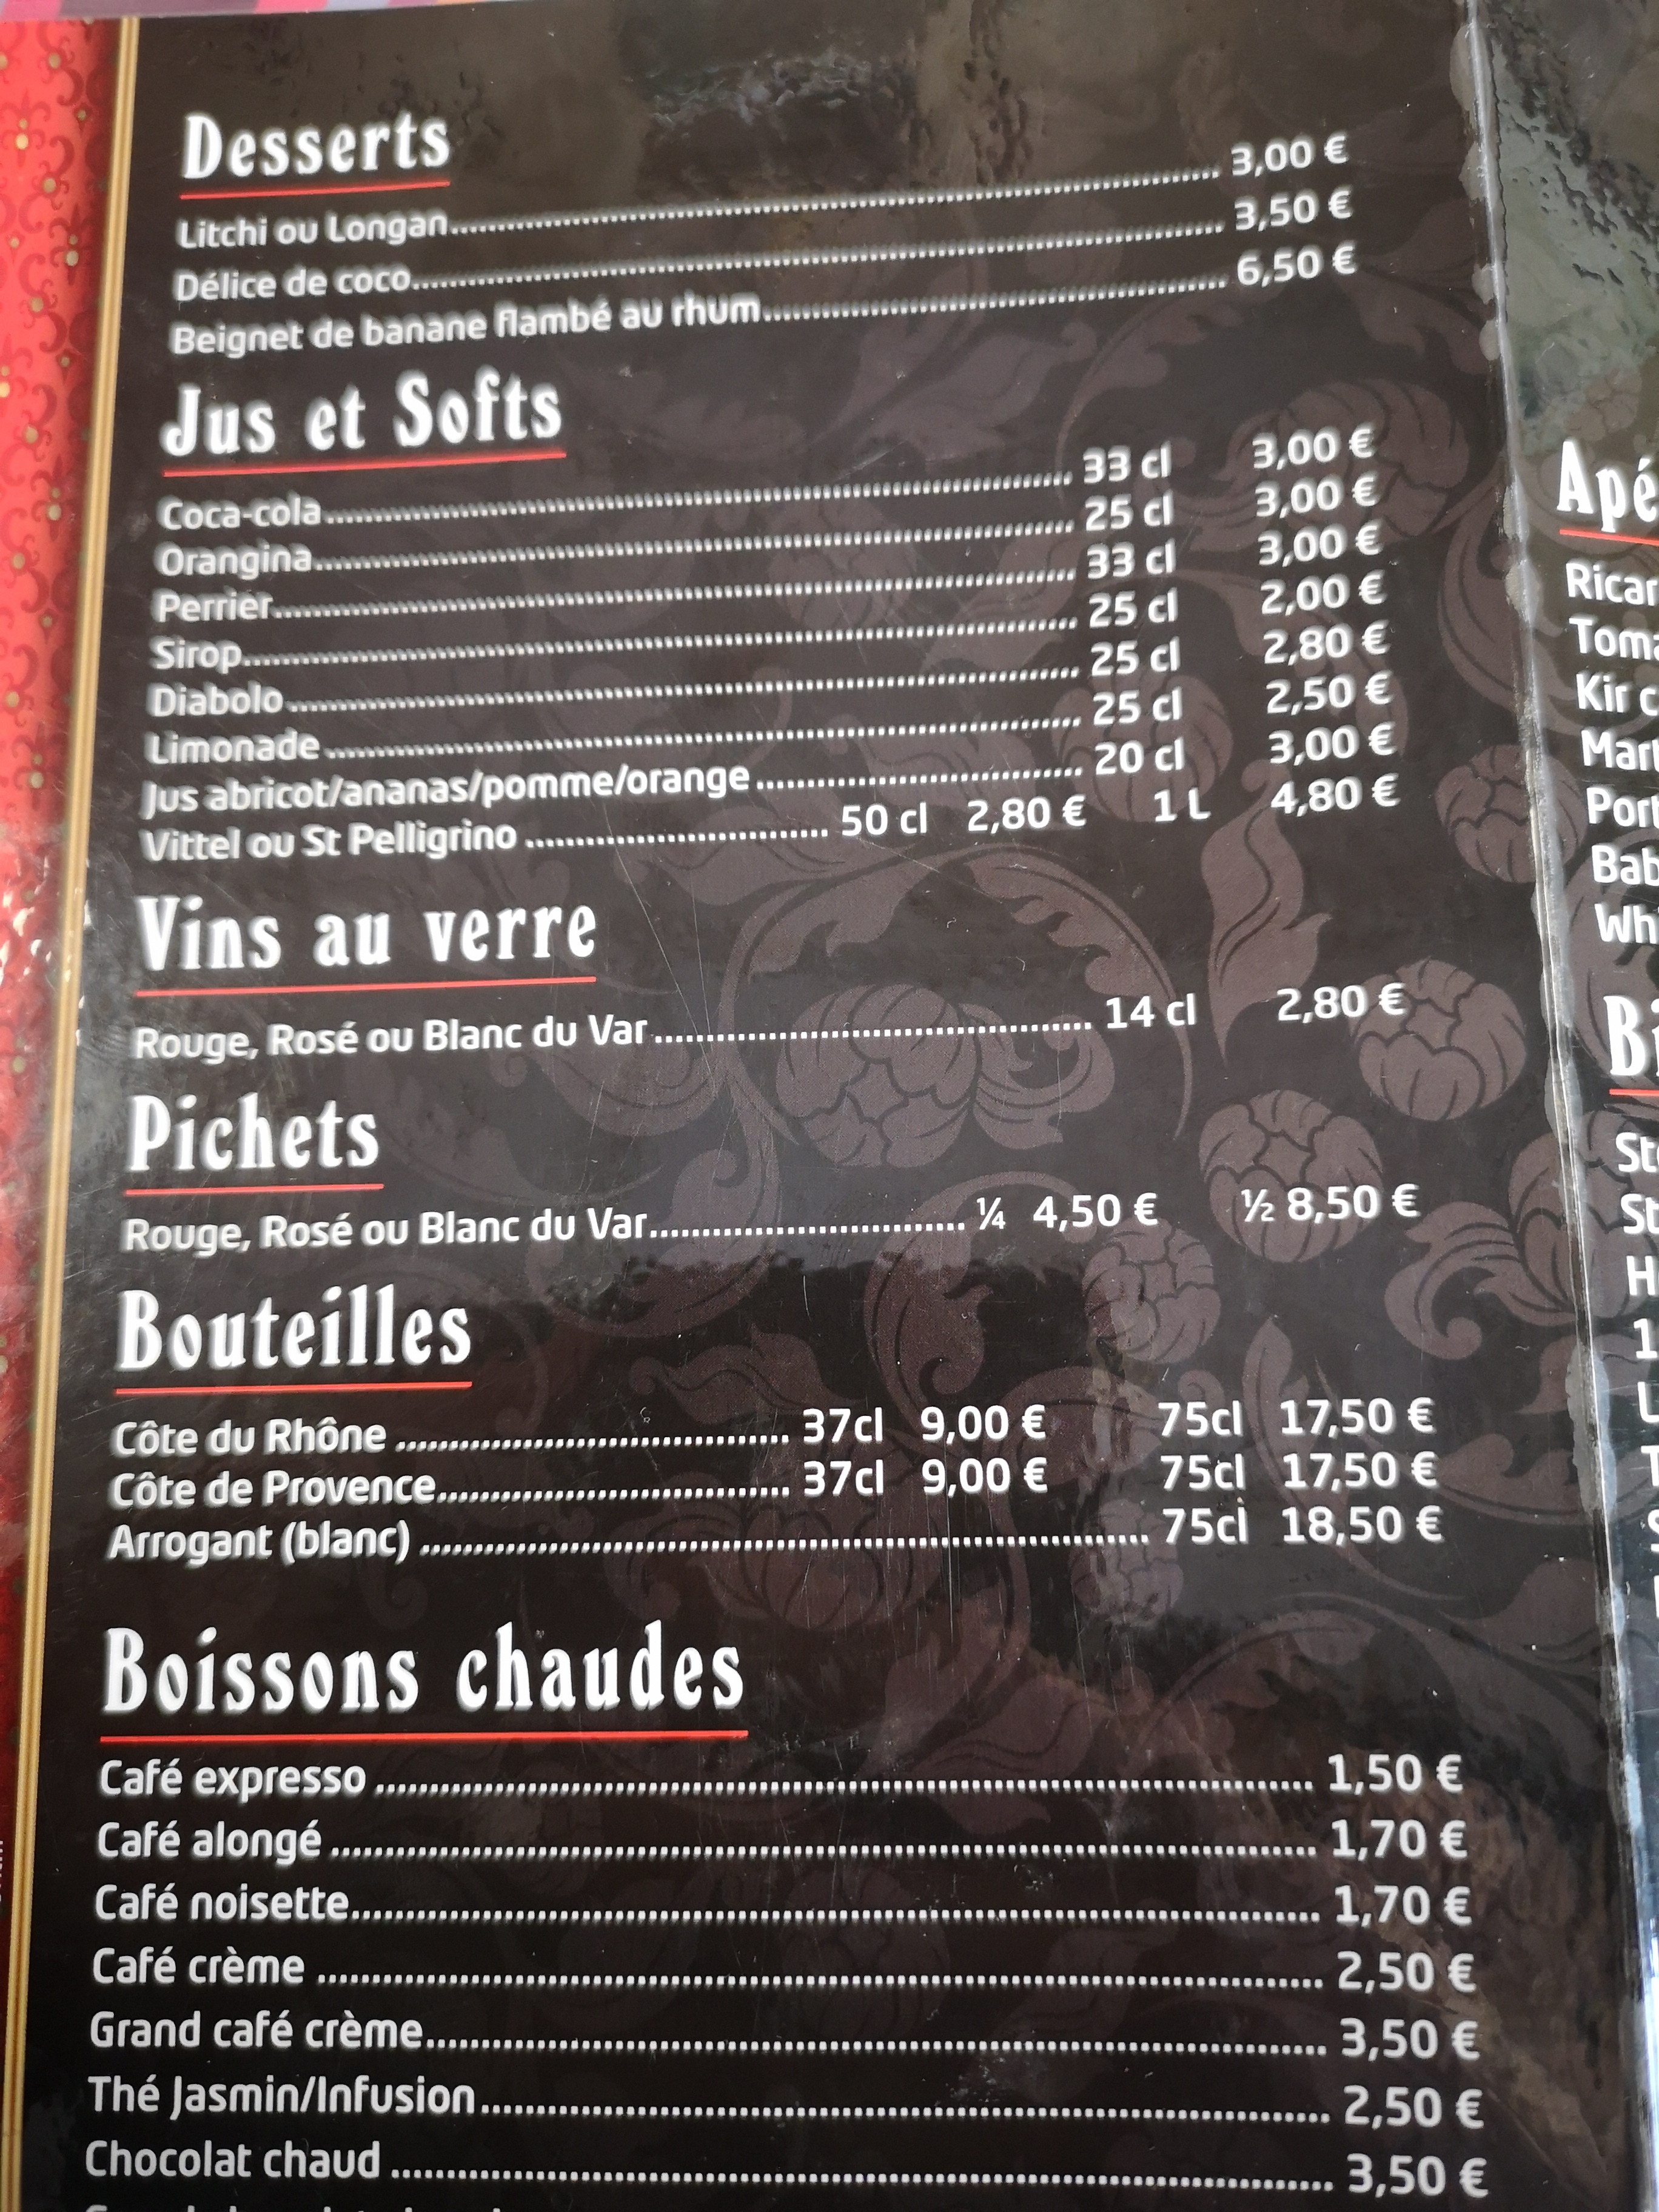 Desserts
Litchi ou Longan 3,00 €
Délice de coco 3,50 €
Beignet de banane flambé au rhum 6,50 €
Jus et Softs
Coca-cola 33 cl 3,00 €
Orangina 25 cl 3,00 €
Perrier 33 cl 3,00 €
Sirop 25 cl 2,00 €
Diabolo 25 cl 2,80 €
Limonade 25 cl 2,50 €
Jus abricot/ananas/pomme/orange 20 cl 3,00 €
Vittel ou St Pelligrino 50 cl 2,80 € 1 L 4,80 €
Vins au verre
Rouge, Rosé ou Blanc du Var 14 cl 2,80 €
Pichets
Rouge, Rosé ou Blanc du Var ¼ 4,50 € ½ 8,50 €
Bouteilles
Côte du Rhône 37cl 9,00 € 75cl 17,50 €
Côte de Provence 37cl 9,00 € 75cl 17,50 €
Arrogant (blanc) 75cl 18,50 €
Boissons chaudes
Café expresso 1,50 €
Café alongé 1,70 €
Café noisette 1,70 €
Café crème 2,50 €
Grand café crème 3,50 €
Thé Jasmin/Infusion 2,50 €
Chocolat chaud 3,50 €
Kir